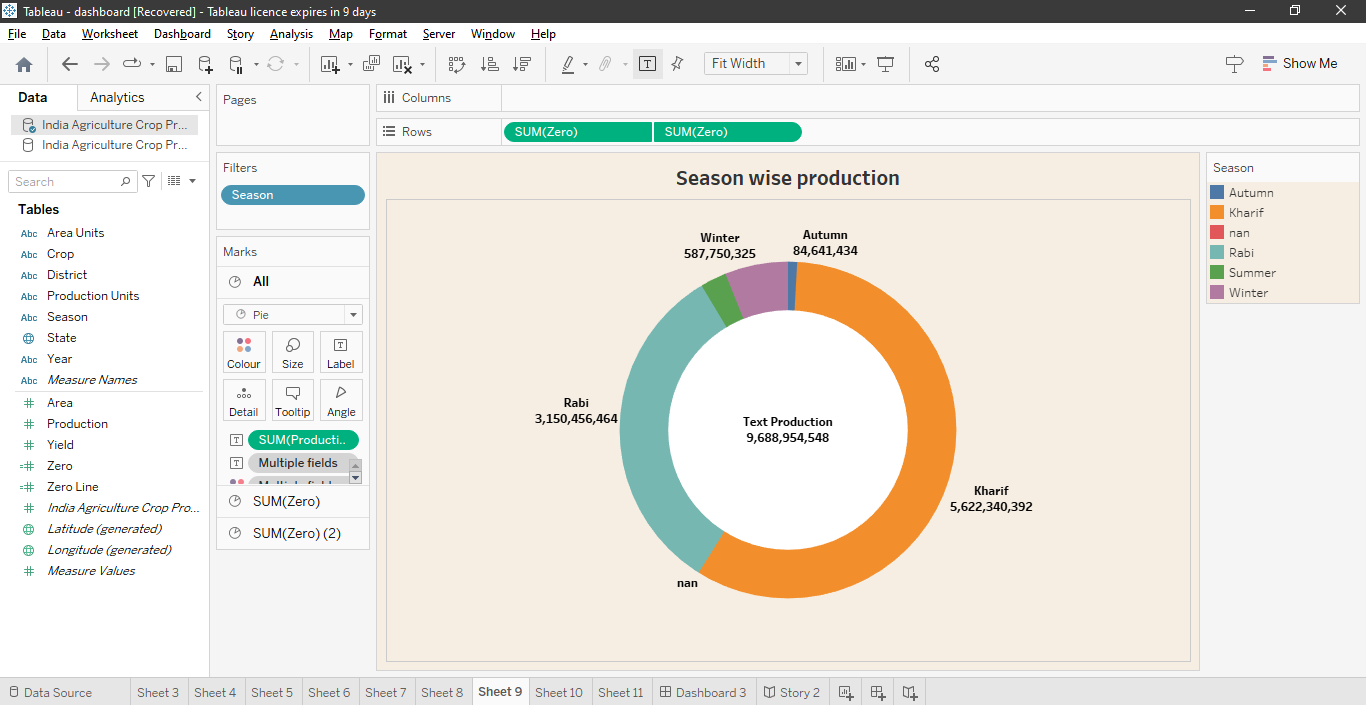 Tableau - dashboard [Recovered] - Tableau licence expires in 9 days
File Data Worksheet Dashboard Story Analysis Map Format Server Window Help
Fit Width
Show Me
Data Analytics
India Agriculture Crop Pr...
India Agriculture Crop Pr...
Search
Tables
Abc Area Units
Abc Crop
Abc District
Abc Production Units
Abc Season
State
Abc Year
Abc Measure Names
Area
Production
Yield
Zero
Zero Line
India Agriculture Crop Pro...
Latitude (generated)
Longitude (generated)
Measure Values
Pages
Filters
Season
Marks
All
Pie
Colour Size Label
Detail Tooltip Angle
SUM(Producti..
Multiple fields
SUM(Zero)
SUM(Zero) (2)
Columns
Rows SUM(Zero) SUM(Zero)
Season wise production
Winter
587,750,325
Autumn
84,641,434
Rabi
3,150,456,464
Text Production
9,688,954,548
Kharif
5,622,340,392
nan
Season
Autumn
Kharif
nan
Rabi
Summer
Winter
Data Source Sheet 3 Sheet 4 Sheet 5 Sheet 6 Sheet 7 Sheet 8 Sheet 9 Sheet 10 Sheet 11 Dashboard 3 Story 2